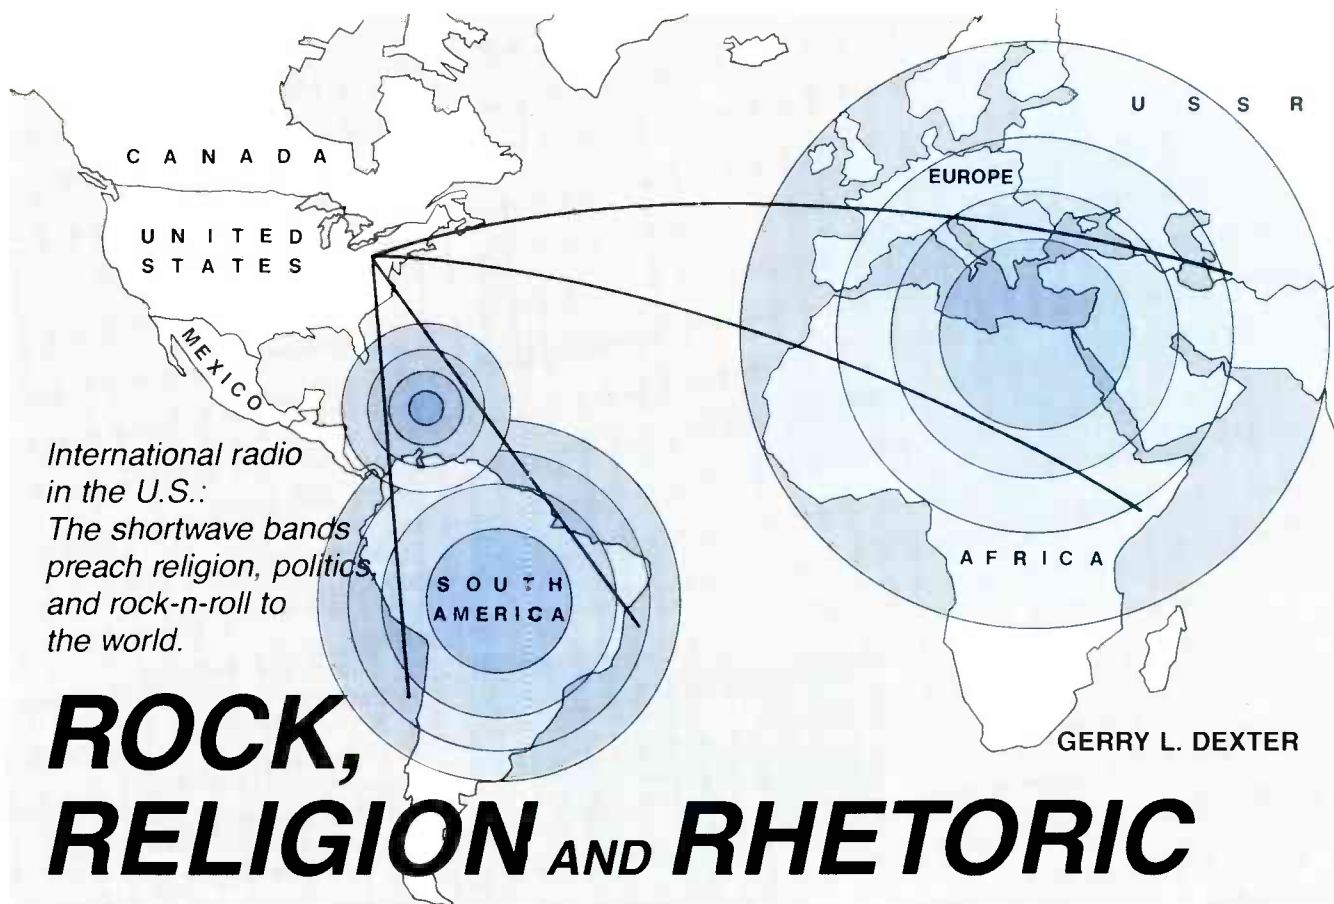 CANADA
UNITED
STATES
MEXICO
USSR
EUROPE
AFRICA
SOUTH
AMERICA
International radio
in the U.S.:
The shortwave bands
preach religion, politics,
and rock-n-roll to
the world.
GERRY L. DEXTER
ROCK,
RELIGION AND RHETORIC